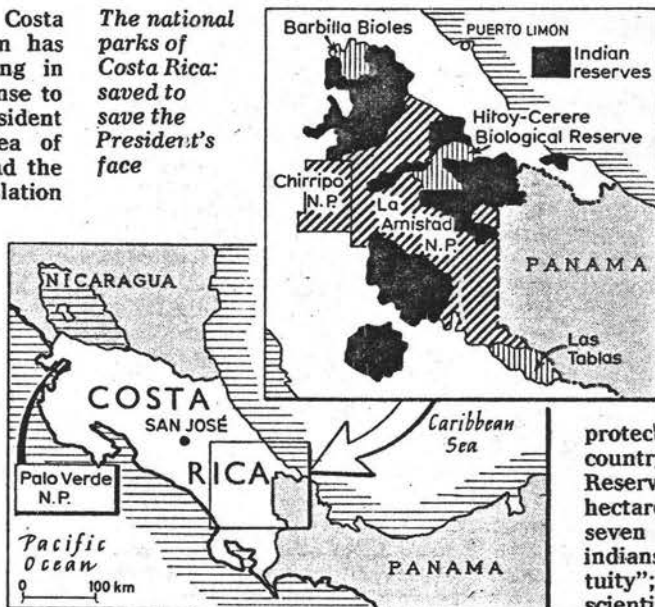 Costa
n has
ng in
nse to
sident
ea of
nd the
lation
The national
parks of
Costa Rica:
saved to
save the
President's
face
Barbilla Bioles
PUERTO LIMON
Indian
reserves
Hitoy-Cerere
Biological Reserve
Chirripo
N.P.
La
Amistad
N.P.
PANAMA
Las
Tablas
NICARAGUA
COSTA
SAN JOSÉ
RICA
Caribbean
Sea
Palo Verde
N.P.
Pacific
Ocean
0 100 km
PANAMA
protect
country
Reserv
hectare
seven
indians
tuity";
scienti